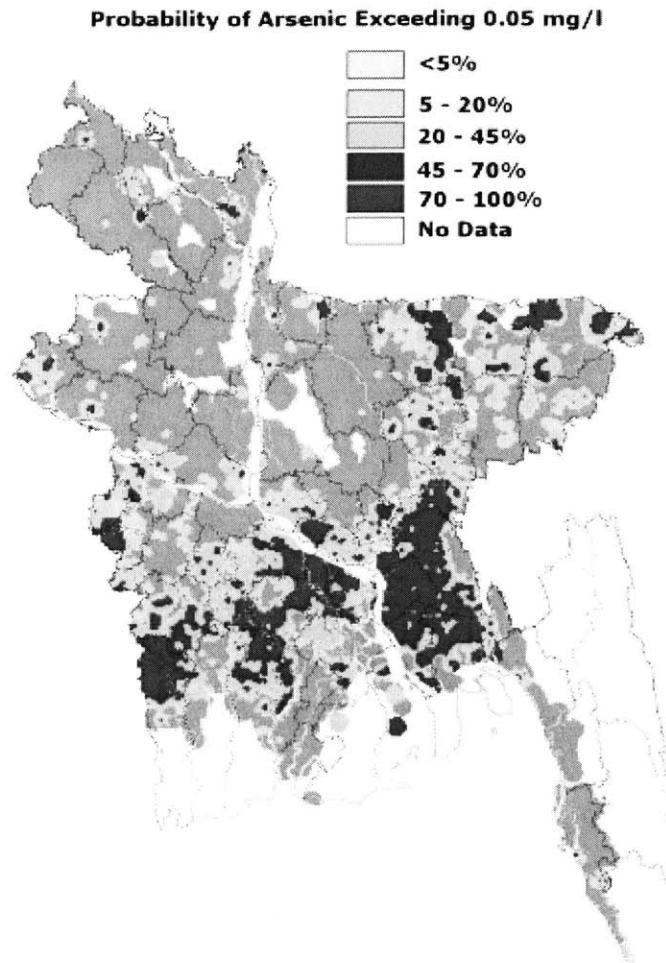 Probability of Arsenic Exceeding 0.05 mg/l
<5%
5 - 20%
20 - 45%
45 - 70%
70 - 100%
No Data